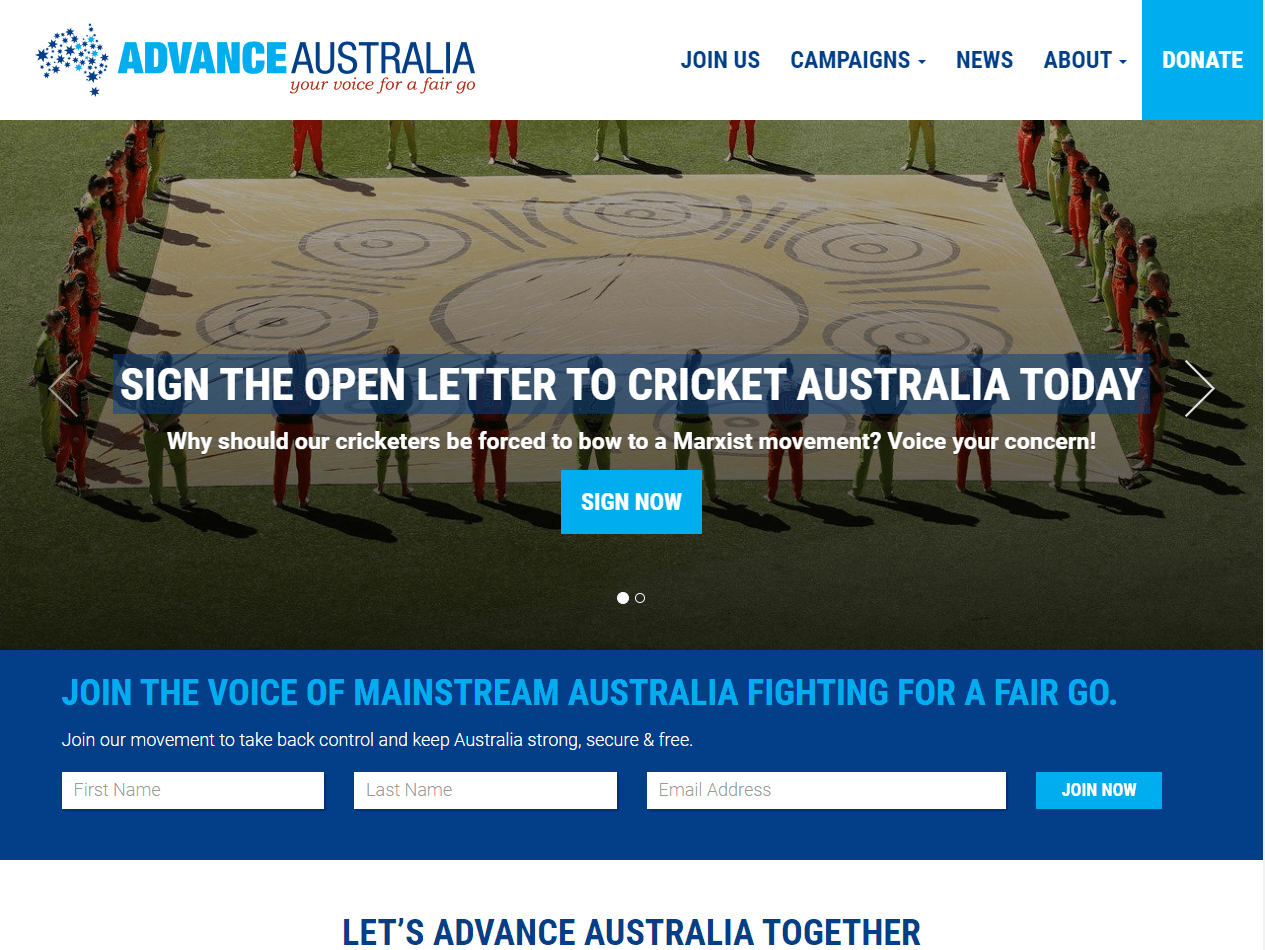 ADVANCE AUSTRALIA
your voice for a fair go
JOIN US CAMPAIGNS NEWS ABOUT DONATE
SIGN THE OPEN LETTER TO CRICKET AUSTRALIA TODAY
Why should our cricketers be forced to bow to a Marxist movement? Voice your concern!
SIGN NOW
JOIN THE VOICE OF MAINSTREAM AUSTRALIA FIGHTING FOR A FAIR GO.
Join our movement to take back control and keep Australia strong, secure & free.
First Name Last Name Email Address JOIN NOW
LET’S ADVANCE AUSTRALIA TOGETHER